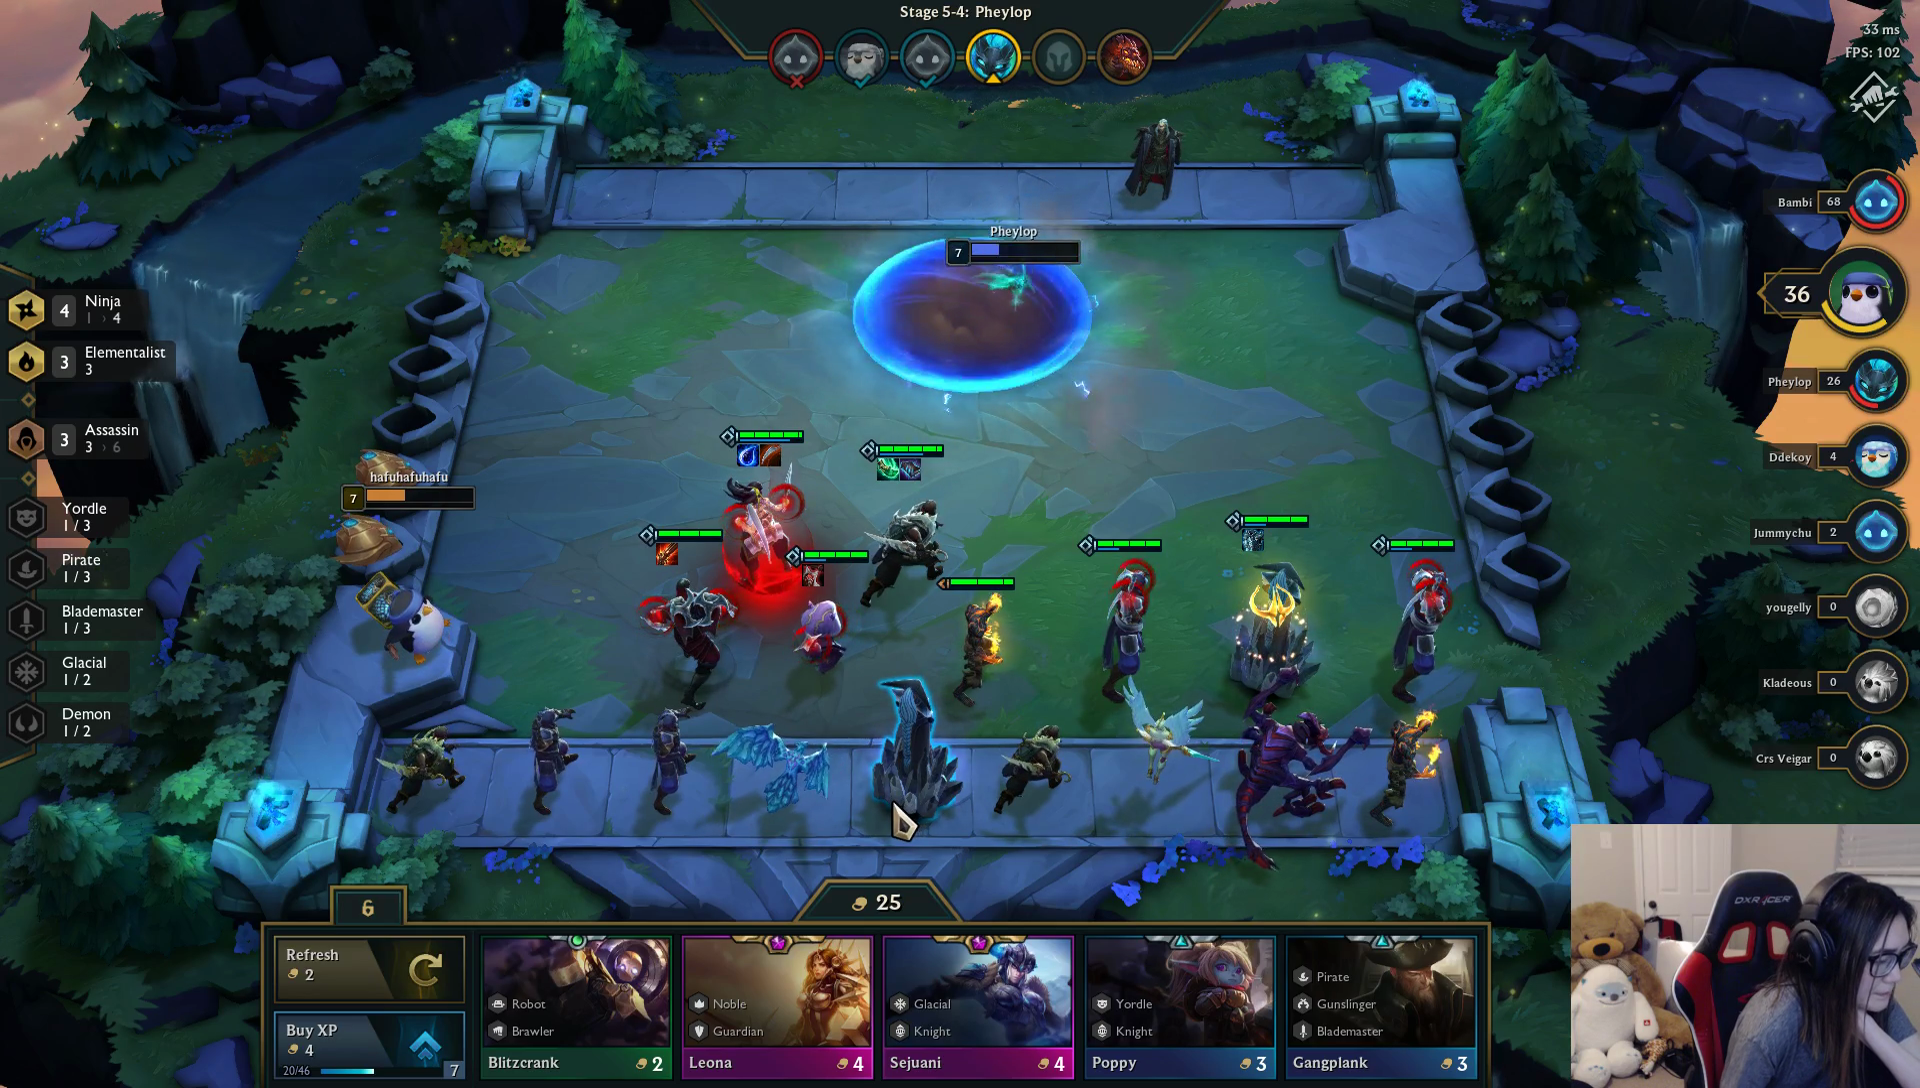 Stage 5-4: Pheylop
33 ms
FPS: 102
Bambi 68
36
Pheylop 26
Ddekoy 4
Jummychu 2
yougelly 0
Kladeous 0
Crs Veigar 0
Pheylop
7
4 Ninja
1 > 4
3 Elementalist
3
3 Assassin
3 > 6
Yordle
1 / 3
Pirate
1 / 3
Blademaster
1 / 3
Glacial
1 / 2
Demon
1 / 2
hafuhafuhafu
7
6
25
Refresh
2
Buy XP
4
20/46
7
Robot
Brawler
Blitzcrank 2
Noble
Guardian
Leona 4
Glacial
Knight
Sejuani 4
Yordle
Knight
Poppy 3
Pirate
Gunslinger
Blademaster
Gangplank 3
DXRACER